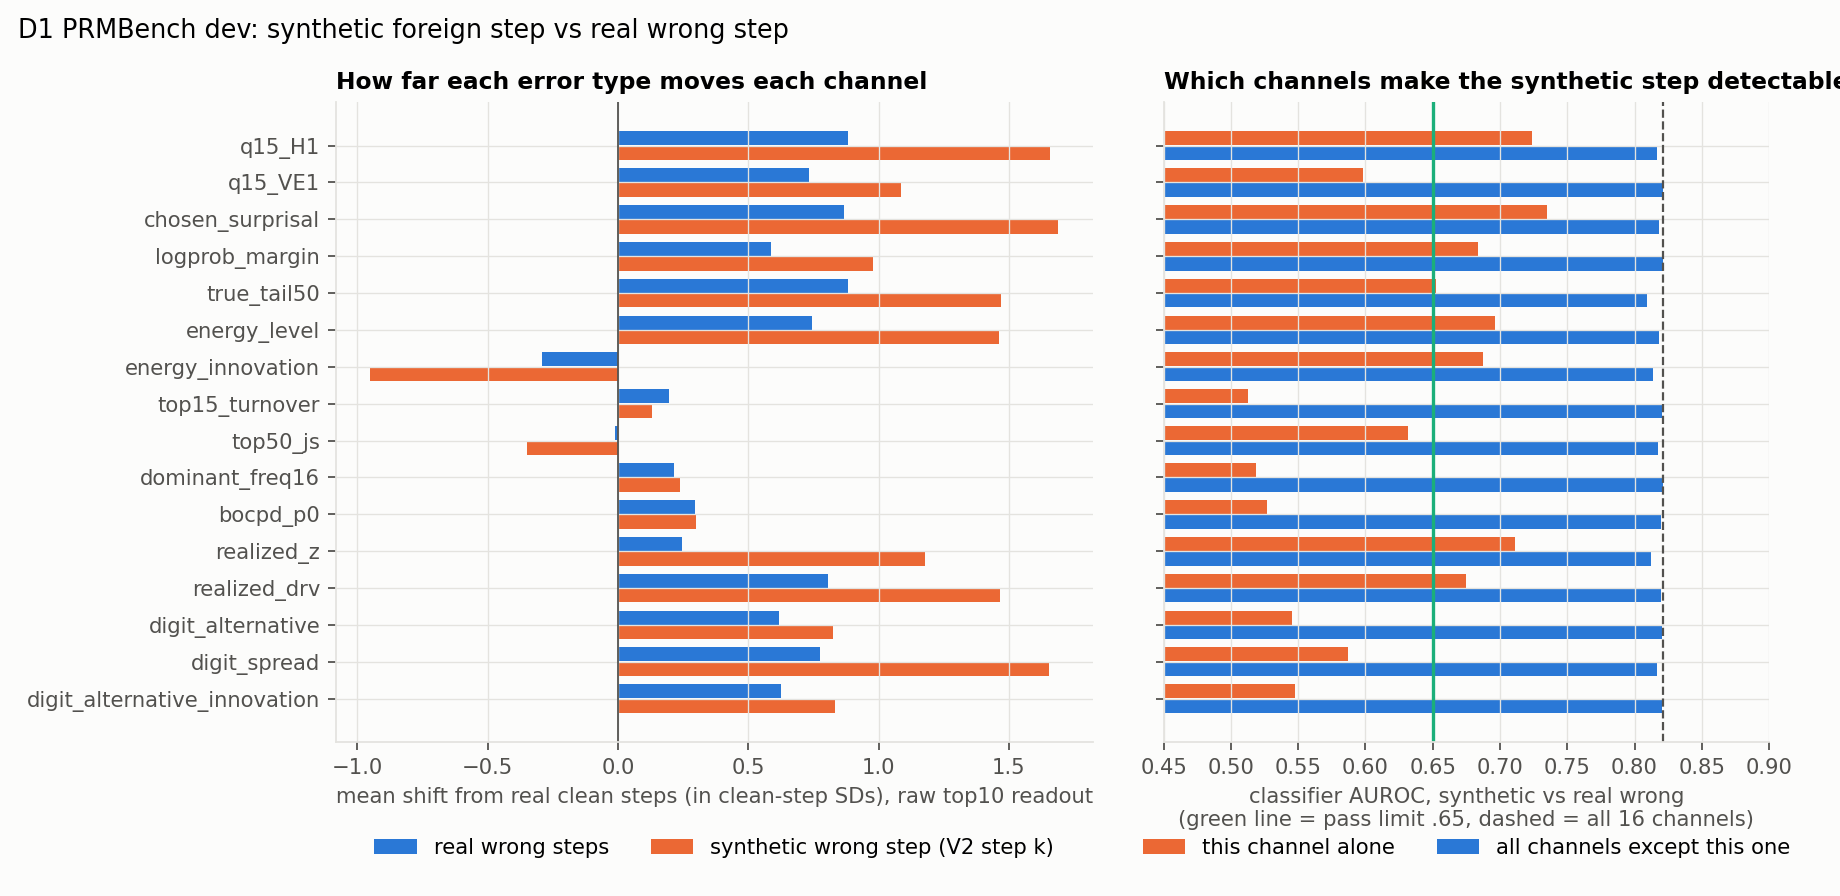 D1 PRMBench dev: synthetic foreign step vs real wrong step
How far each error type moves each channel
q15_H1
q15_VE1
chosen_surprisal
logprob_margin
true_tail50
energy_level
energy_innovation
top15_turnover
top50_js
dominant_freq16
bocpd_p0
realized_z
realized_drv
digit_alternative
digit_spread
digit_alternative_innovation
−1.0 −0.5 0.0 0.5 1.0 1.5
mean shift from real clean steps (in clean-step SDs), raw top10 readout
real wrong steps synthetic wrong step (V2 step k)
Which channels make the synthetic step detectable
0.45 0.50 0.55 0.60 0.65 0.70 0.75 0.80 0.85 0.90
classifier AUROC, synthetic vs real wrong
(green line = pass limit .65, dashed = all 16 channels)
this channel alone all channels except this one